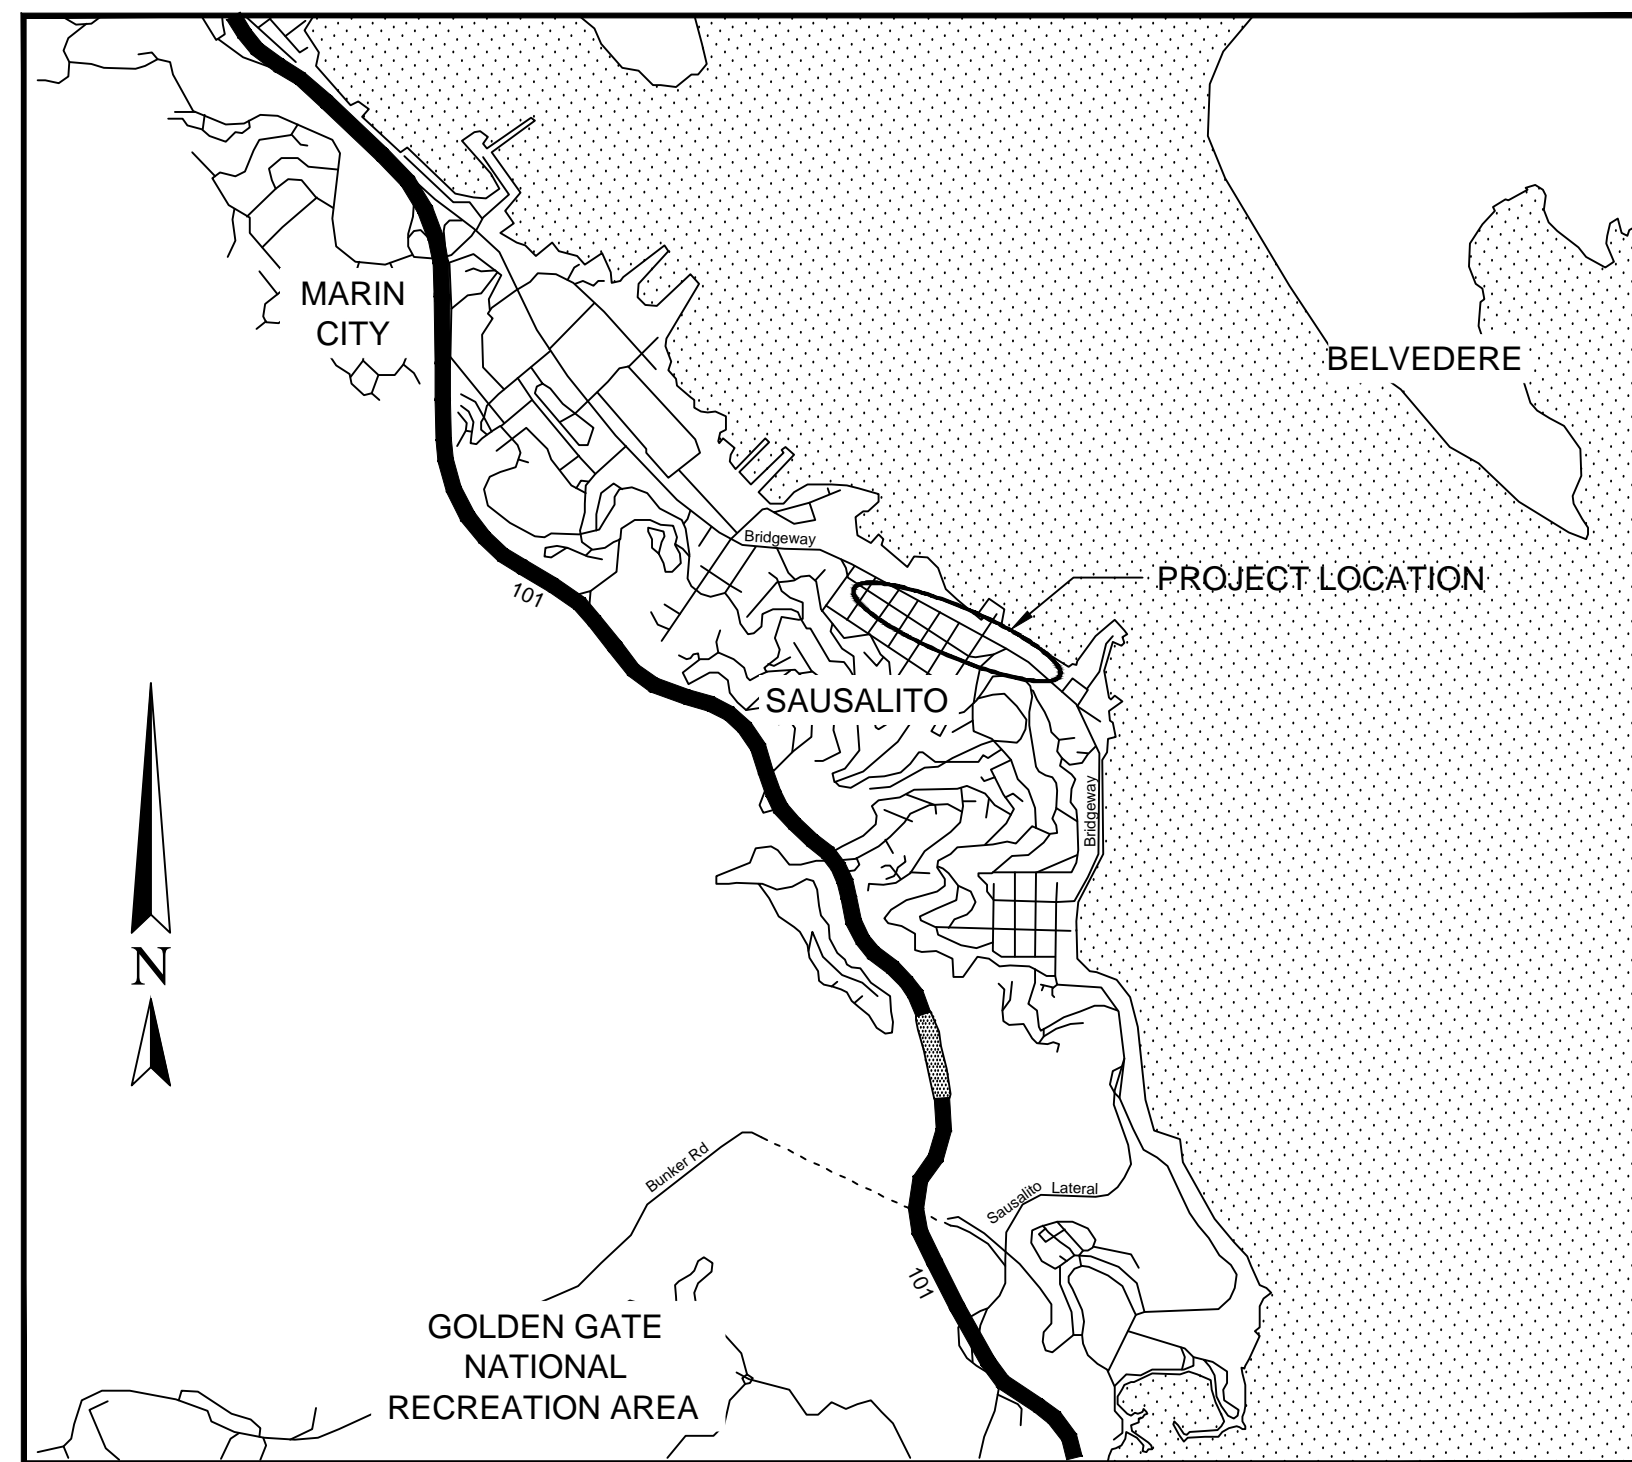 MARIN
CITY
BELVEDERE
Bridgeway
PROJECT LOCATION
101
SAUSALITO
Bridgeway
N
Bunker Rd
Sausalito Lateral
101
GOLDEN GATE
NATIONAL
RECREATION AREA